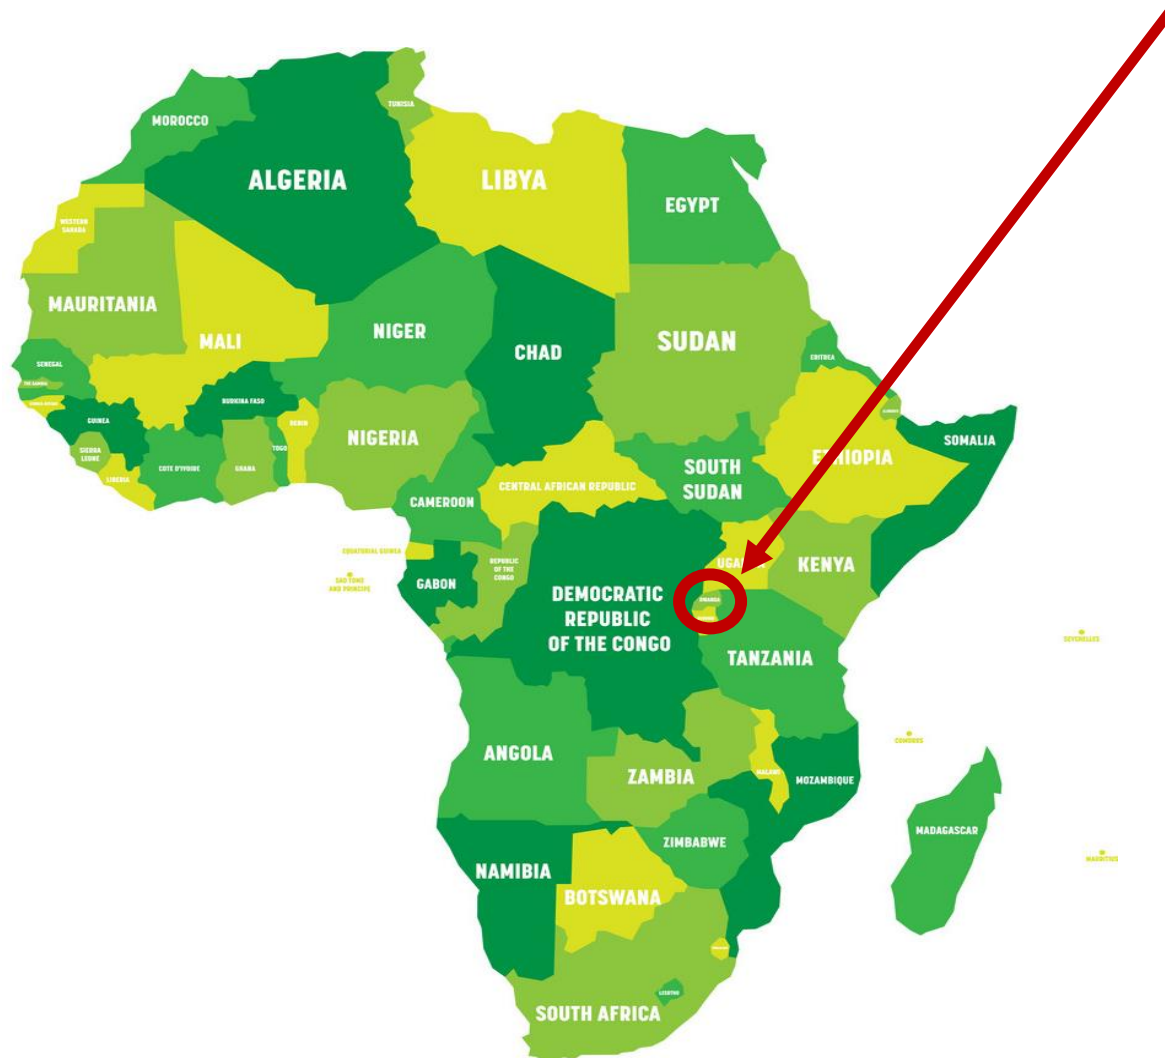 TUNISIA
MOROCCO
ALGERIA
LIBYA
EGYPT
WESTERN
SAHARA
MAURITANIA
MALI
NIGER
CHAD
SUDAN
ERITREA
SENEGAL
THE GAMBIA
BURKINA FASO
GUINEA
SIERRA
LEONE
LIBERIA
COTE D'IVOIRE
GHANA
TOGO
BENIN
NIGERIA
CAMEROON
CENTRAL AFRICAN REPUBLIC
SOUTH
SUDAN
ETHIOPIA
SOMALIA
EQUATORIAL GUINEA
SAO TOME
AND PRINCIPE
GABON
REPUBLIC
OF THE
CONGO
DEMOCRATIC
REPUBLIC
OF THE CONGO
KENYA
RWANDA
TANZANIA
SEYCHELLES
COMOROS
ANGOLA
ZAMBIA
MALAWI
MOZAMBIQUE
MADAGASCAR
MAURITIUS
ZIMBABWE
NAMIBIA
BOTSWANA
SOUTH AFRICA
LESOTHO